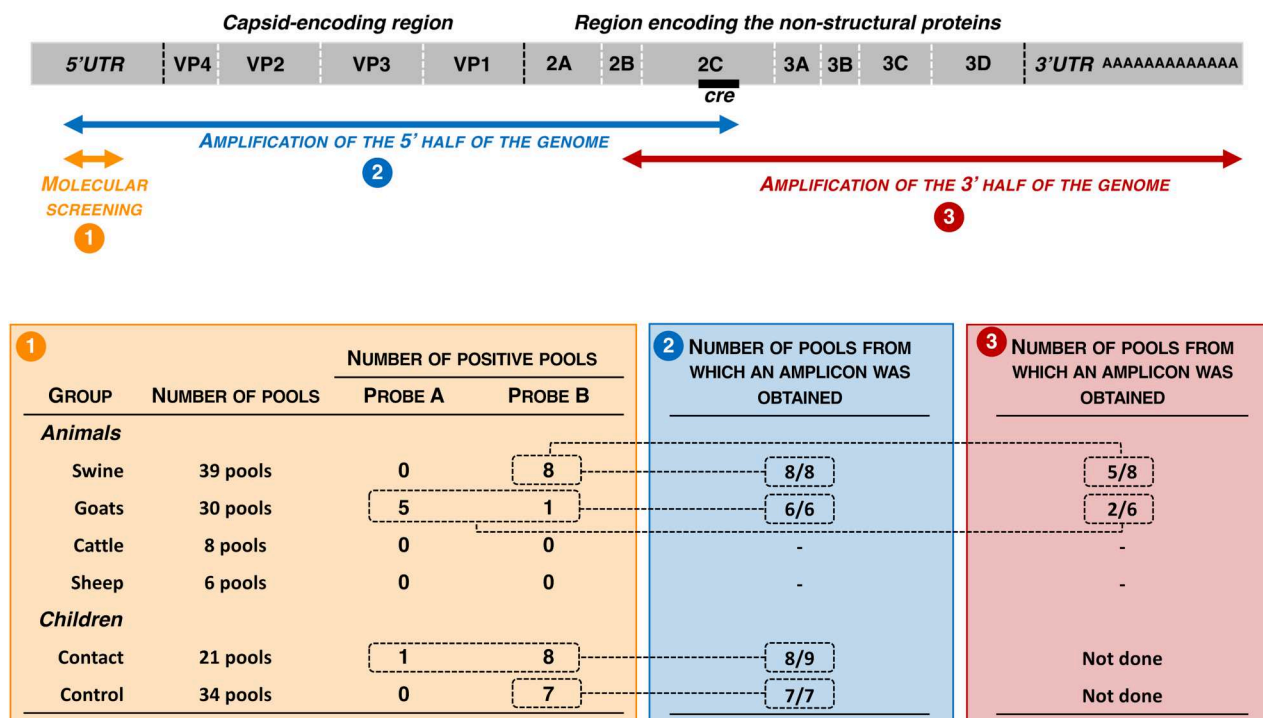 Capsid-encoding region Region encoding the non-structural proteins
5'UTR VP4 VP2 VP3 VP1 2A 2B 2C 3A 3B 3C 3D 3'UTR AAAAAAAAAAAAA
cre
AMPLIFICATION OF THE 5' HALF OF THE GENOME
2
MOLECULAR
SCREENING
1
AMPLIFICATION OF THE 3' HALF OF THE GENOME
3
1
NUMBER OF POSITIVE POOLS
GROUP NUMBER OF POOLS PROBE A PROBE B
2 NUMBER OF POOLS FROM
WHICH AN AMPLICON WAS
OBTAINED
3 NUMBER OF POOLS FROM
WHICH AN AMPLICON WAS
OBTAINED
Animals
Swine 39 pools 0 8 8/8 5/8
Goats 30 pools 5 1 6/6 2/6
Cattle 8 pools 0 0 - -
Sheep 6 pools 0 0 - -
Children
Contact 21 pools 1 8 8/9 Not done
Control 34 pools 0 7 7/7 Not done